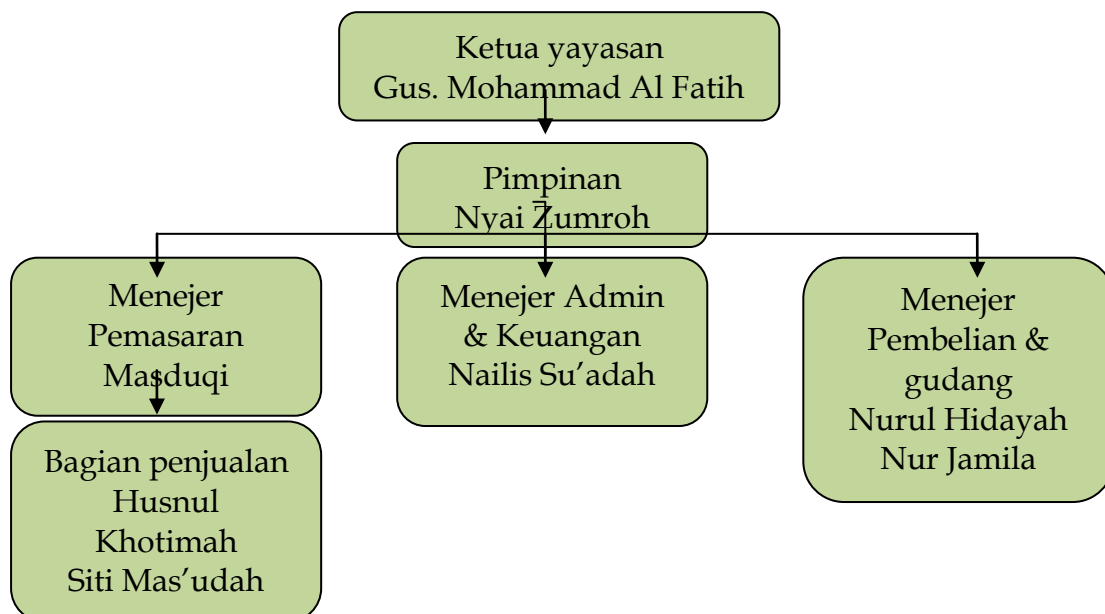 Ketua yayasan
Gus. Mohammad Al Fatih
Pimpinan
Nyai Zumroh
Menejer
Pemasaran
Masduqi
Menejer Admin
& Keuangan
Nailis Su’adah
Menejer
Pembelian &
gudang
Nurul Hidayah
Nur Jamila
Bagian penjualan
Husnul
Khotimah
Siti Mas’udah